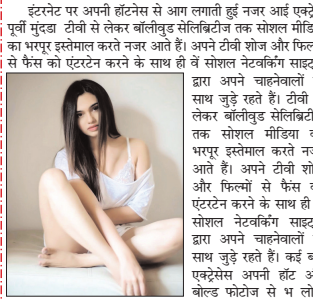 इंटरनेट पर अपनी हॉटनेस से आग लगाती हुई नजर आई एक्ट्रे
पूर्वी मुंदडा टीवी से लेकर बॉलीवुड सेलिब्रिटीज तक सोशल मीडि
का भरपूर इस्तेमाल करते नजर आते हैं। अपने टीवी शोज और फिल्
से फैंस को एंटरटेन करने के साथ ही वें सोशल नेटवर्किंग साइट्
द्वारा अपने चाहनेवालों
साथ जुड़े रहते हैं। टीवी
लेकर बॉलीवुड सेलिब्रिटी
तक सोशल मीडिया क
भरपूर इस्तेमाल करते नज
आते हैं। अपने टीवी शो
और फिल्मों से फैंस क
एंटरटेन करने के साथ ही
सोशल नेटवर्किंग साइट्
द्वारा अपने चाहनेवालों
साथ जुड़े रहते हैं। कई ब
एक्ट्रेसेस अपनी हॉट अ
बोल्ड फोटोज से भ लो